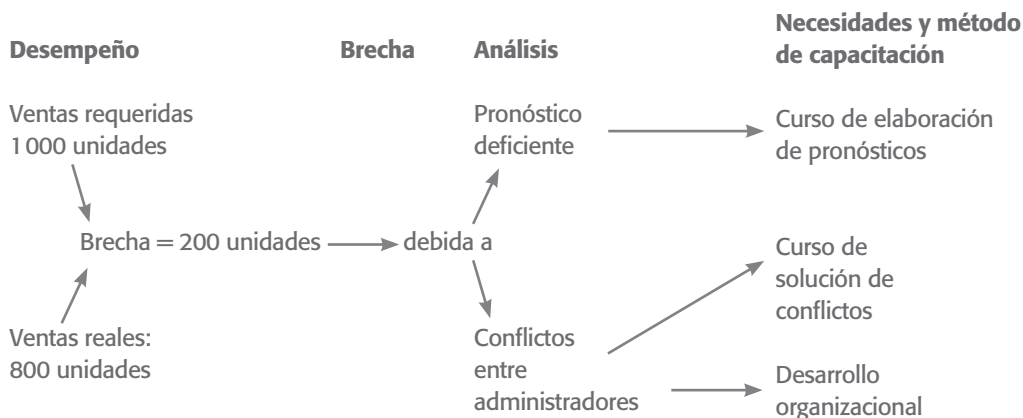 Desempeño
Brecha
Análisis
Necesidades y método
de capacitación
Ventas requeridas
1 000 unidades
Pronóstico
deficiente
Curso de elaboración
de pronósticos
Brecha = 200 unidades
debida a
Curso de
solución de
conflictos
Ventas reales:
800 unidades
Conflictos
entre
administradores
Desarrollo
organizacional